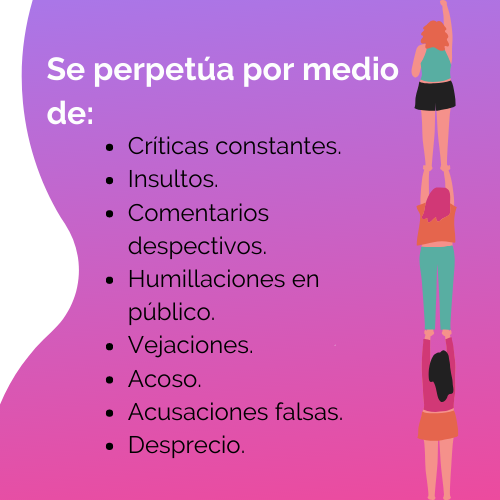 Se perpetúa por medio
de:
• Críticas constantes.
• Insultos.
• Comentarios
despectivos.
• Humillaciones en
público.
• Vejaciones.
• Acoso.
• Acusaciones falsas.
• Desprecio.